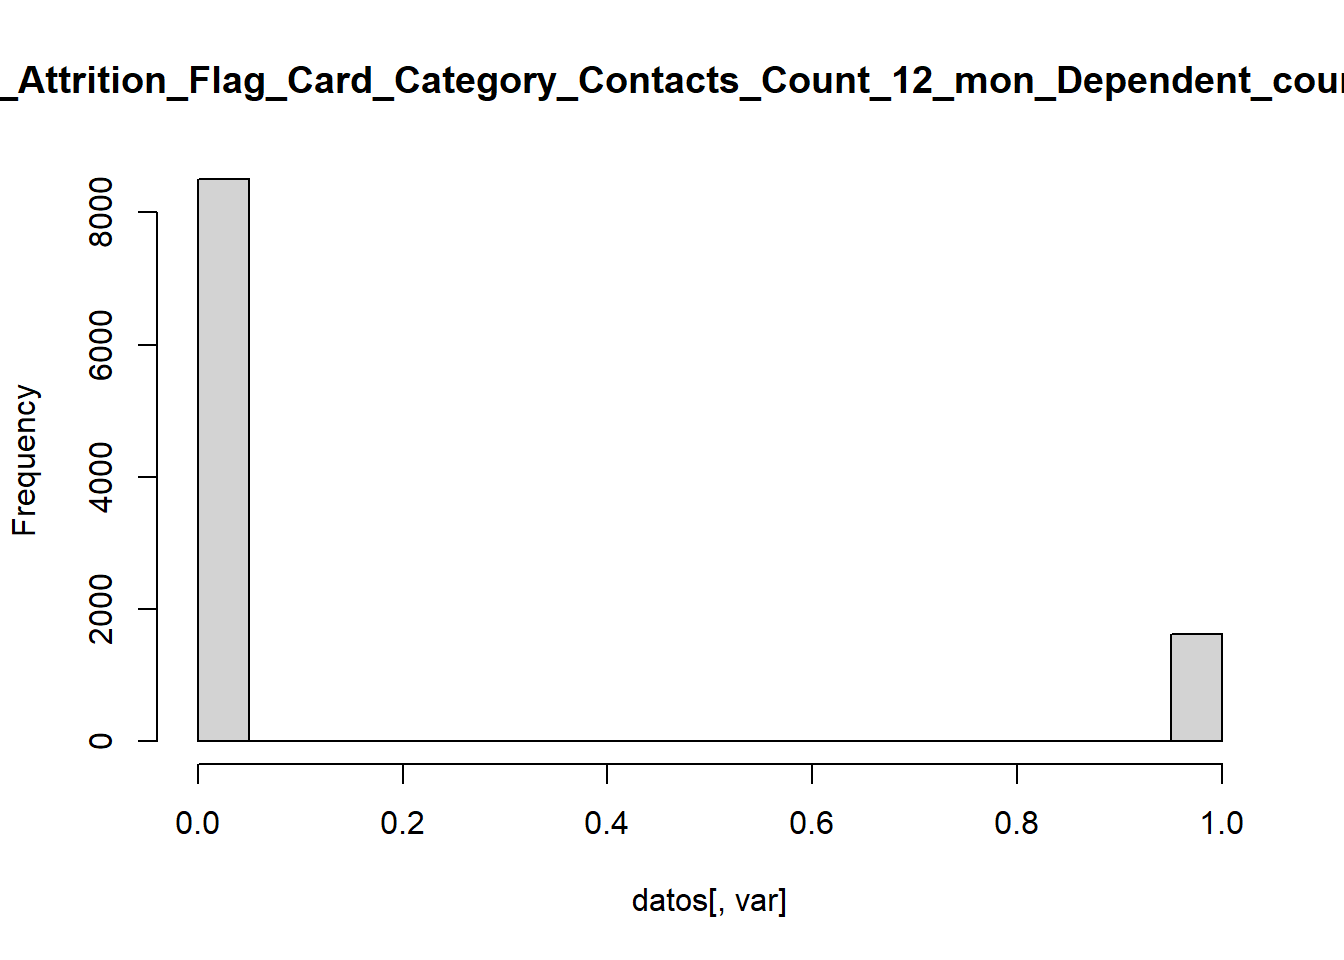 _Attrition_Flag_Card_Category_Contacts_Count_12_mon_Dependent_cou
Frequency
8000
6000
4000
2000
0
0.0 0.2 0.4 0.6 0.8 1.0
datos[, var]